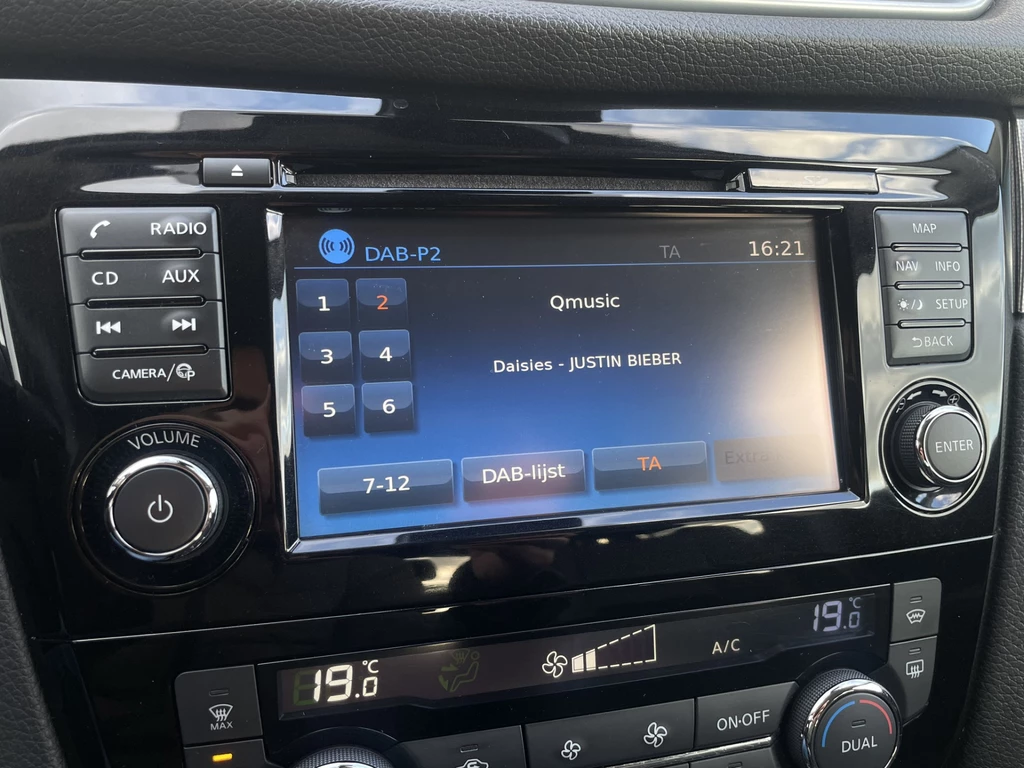 RADIO
CD AUX
CAMERA/
VOLUME
DAB-P2 TA 16:21
1 2
3 4
5 6
Qmusic
Daisies - JUSTIN BIEBER
7-12 DAB-lijst TA Extra
MAP
NAV INFO
/ SETUP
BACK
ENTER
19.0 °C
A/C
19.0 °C
MAX
ON·OFF
DUAL